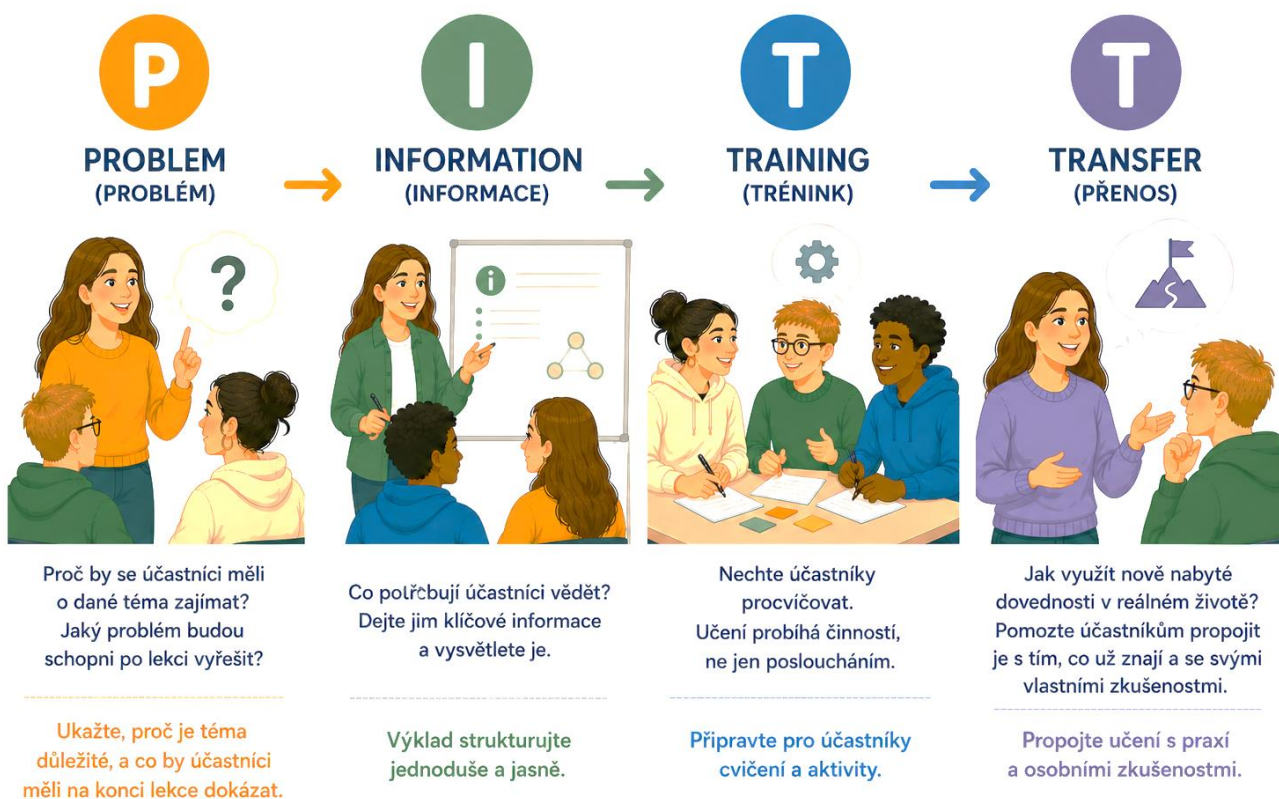 P
PROBLEM
(PROBLÉM)
?
Proč by se účastníci měli
o dané téma zajímat?
Jaký problém budou
schopni po lekci vyřešit?
Ukažte, proč je téma
důležité, a co by účastníci
měli na konci lekce dokázat.
I
INFORMATION
(INFORMACE)
i
Co potřebují účastníci vědět?
Dejte jim klíčové informace
a vysvětlete je.
Výklad strukturujte
jednoduše a jasně.
T
TRAINING
(TRÉNINK)
Nechte účastníky
procvíčovat.
Učení probíhá činností,
ne jen posloucháním.
Připravte pro účastníky
cvičení a aktivity.
T
TRANSFER
(PŘENOS)
Jak využít nově nabyté
dovednosti v reálném životě?
Pomozte účastníkům propojit
je s tím, co už znají a se svými
vlastními zkušenostmi.
Propojte učení s praxí
a osobními zkušenostmi.